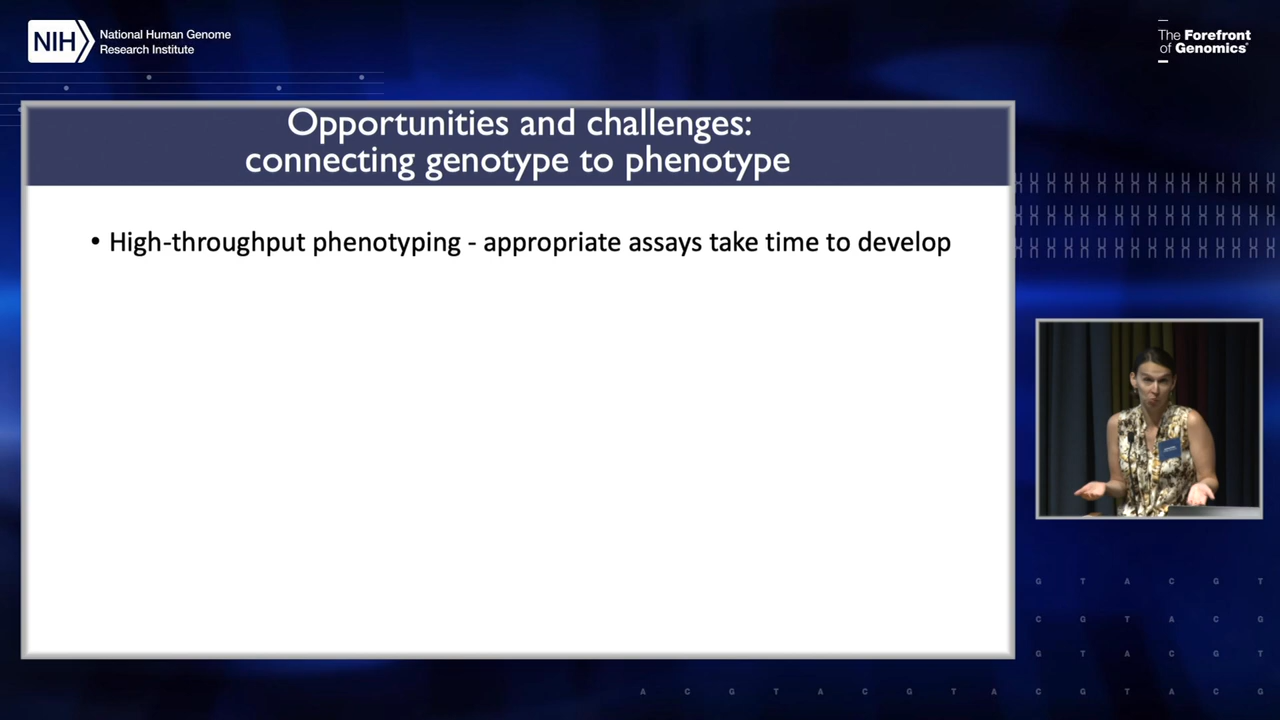 NIH
National Human Genome
Research Institute
The Forefront
of Genomics®
Opportunities and challenges:
connecting genotype to phenotype
• High-throughput phenotyping - appropriate assays take time to develop
G T A C G T
C G T A C G
G T A C G T
A C G T A C G T A C G T A C G